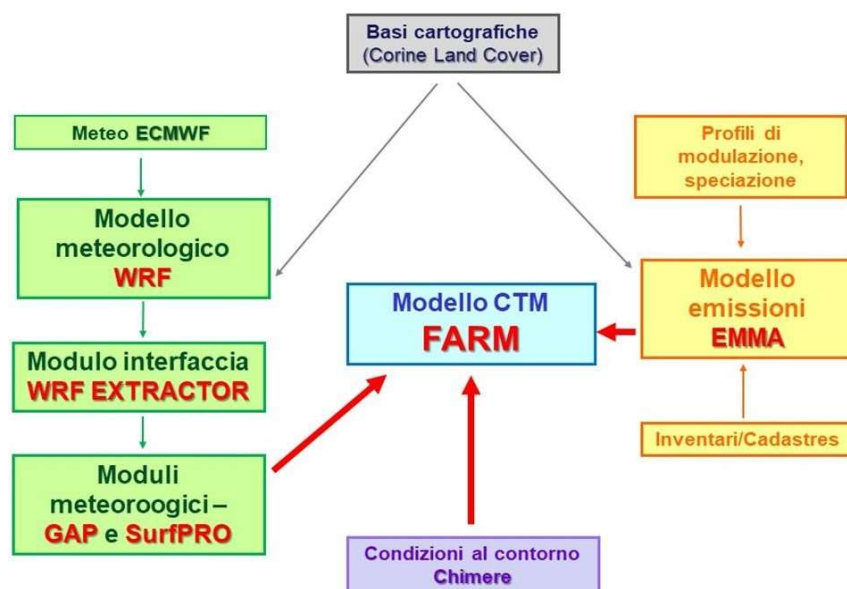 Basi cartografiche
(Corine Land Cover)
Meteo ECMWF
Profili di
modulazione,
speciazione
Modello
meteorologico
WRF
Modello CTM
FARM
Modello
emissioni
EMMA
Modulo interfaccia
WRF EXTRACTOR
Inventari/Cadastres
Moduli
meteoroogici –
GAP e SurfPRO
Condizioni al contorno
Chimere